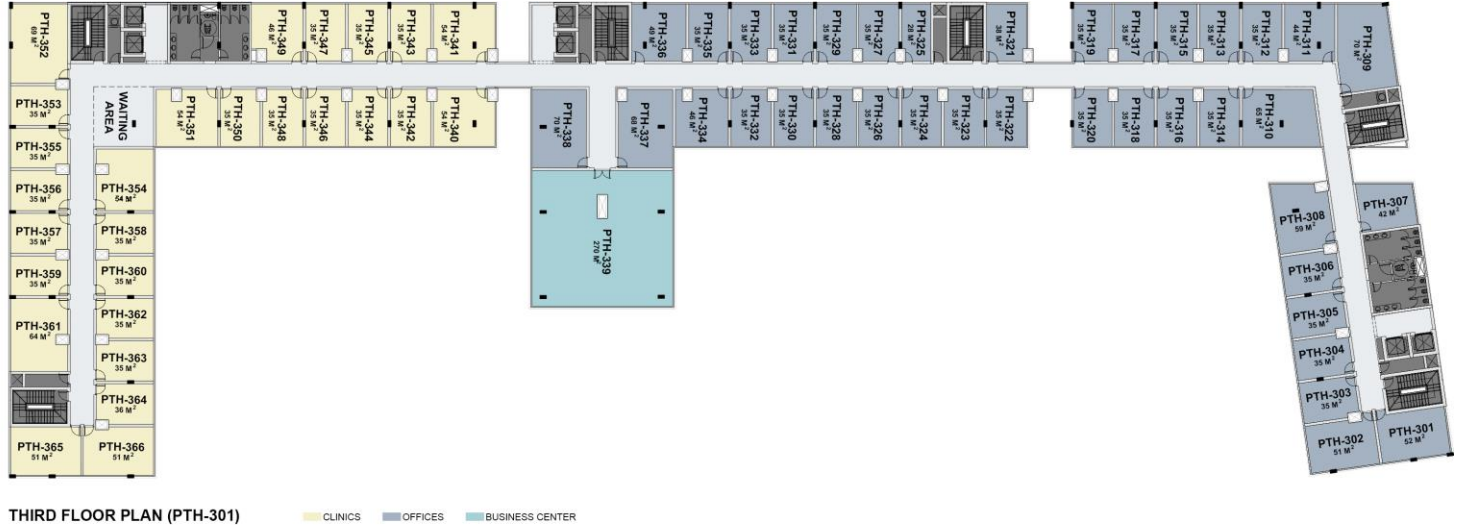 PTH-352
69 M²
PTH-349
46 M²
PTH-347
35 M²
PTH-345
35 M²
PTH-343
35 M²
PTH-341
54 M²
PTH-336
49 M²
PTH-335
35 M²
PTH-333
35 M²
PTH-331
35 M²
PTH-329
35 M²
PTH-327
35 M²
PTH-325
28 M²
PTH-321
38 M²
PTH-319
35 M²
PTH-317
35 M²
PTH-315
35 M²
PTH-313
35 M²
PTH-312
35 M²
PTH-311
44 M²
PTH-309
70 M²
PTH-353
35 M²
WAITING
AREA
PTH-351
54 M²
PTH-350
35 M²
PTH-348
35 M²
PTH-346
35 M²
PTH-344
35 M²
PTH-342
35 M²
PTH-340
54 M²
PTH-338
70 M²
PTH-337
68 M²
PTH-334
46 M²
PTH-332
35 M²
PTH-330
35 M²
PTH-328
35 M²
PTH-326
35 M²
PTH-324
35 M²
PTH-323
35 M²
PTH-322
35 M²
PTH-320
35 M²
PTH-318
35 M²
PTH-316
35 M²
PTH-314
35 M²
PTH-310
65 M²
PTH-355
35 M²
PTH-356
35 M²
PTH-354
54 M²
PTH-357
35 M²
PTH-358
35 M²
PTH-359
35 M²
PTH-360
35 M²
PTH-361
64 M²
PTH-362
35 M²
PTH-363
35 M²
PTH-364
36 M²
PTH-365
51 M²
PTH-366
51 M²
PTH-339
270 M²
PTH-308
59 M²
PTH-307
42 M²
PTH-306
35 M²
PTH-305
35 M²
PTH-304
35 M²
PTH-303
35 M²
PTH-302
51 M²
PTH-301
52 M²
THIRD FLOOR PLAN (PTH-301)
CLINICS
OFFICES
BUSINESS CENTER